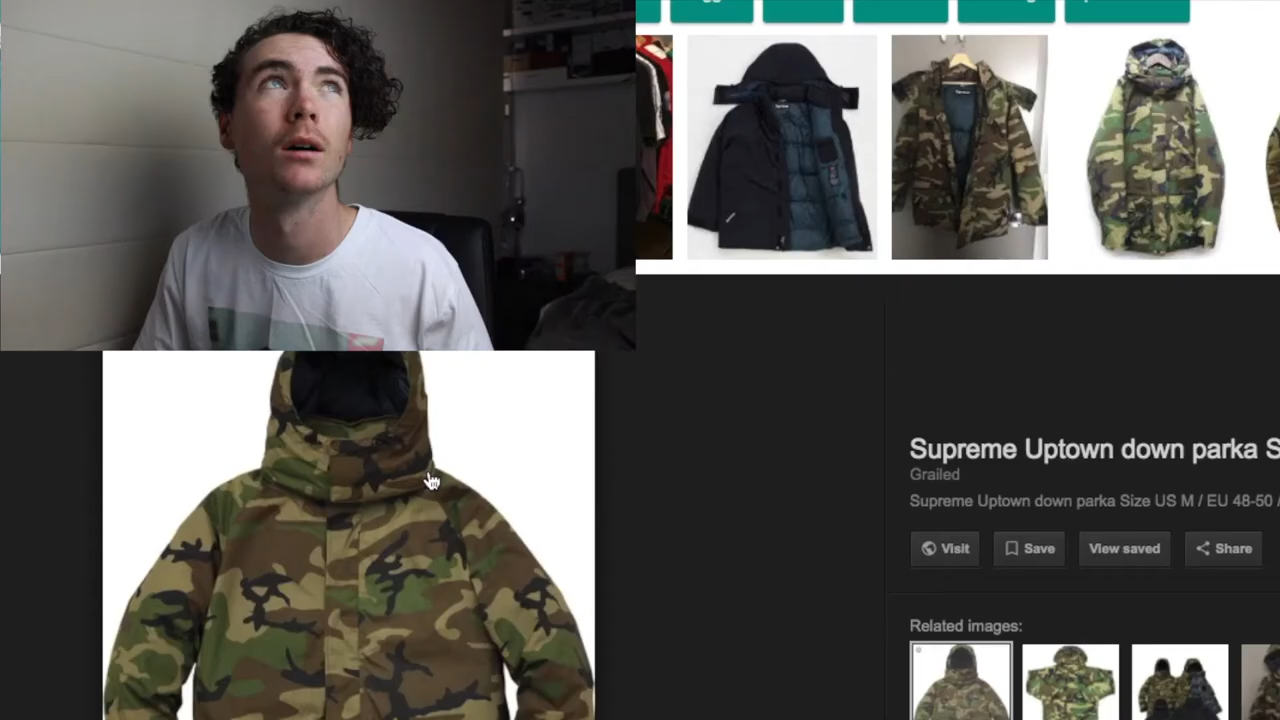 Supreme Uptown down parka S
Grailed
Supreme Uptown down parka Size US M / EU 48-50 /
Visit
Save
View saved
Share
Related images: